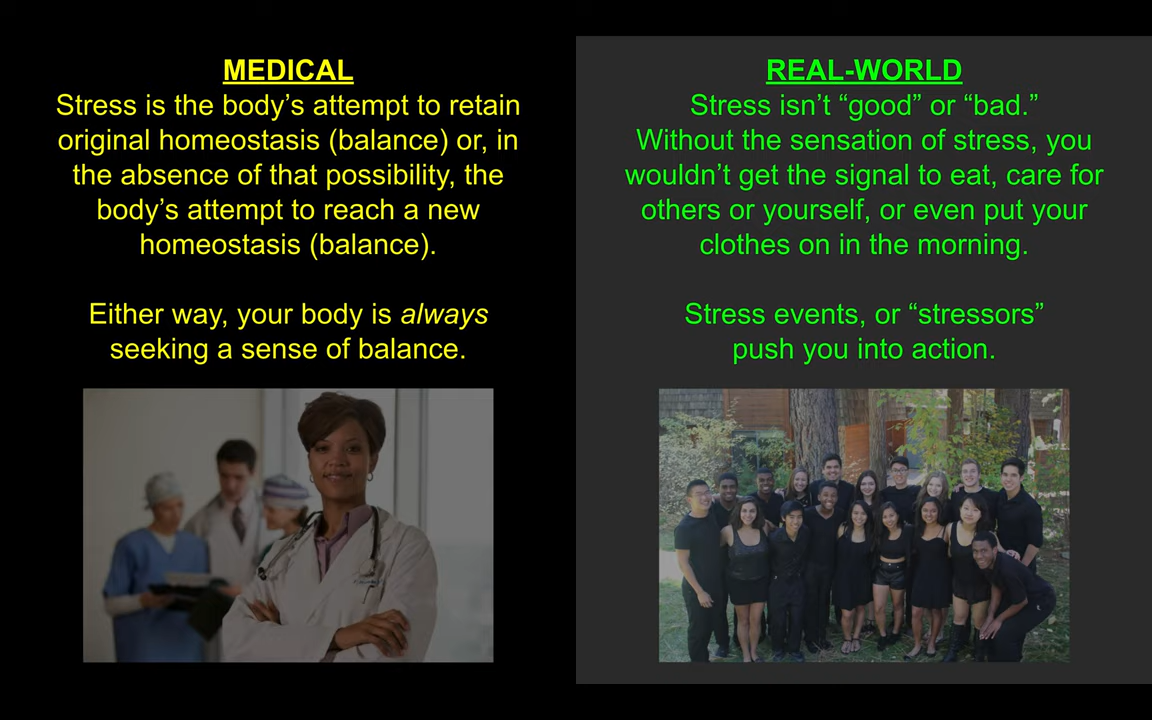 MEDICAL
Stress is the body’s attempt to retain
original homeostasis (balance) or, in
the absence of that possibility, the
body’s attempt to reach a new
homeostasis (balance).
Either way, your body is always
seeking a sense of balance.
REAL-WORLD
Stress isn’t “good” or “bad.”
Without the sensation of stress, you
wouldn’t get the signal to eat, care for
others or yourself, or even put your
clothes on in the morning.
Stress events, or “stressors”
push you into action.